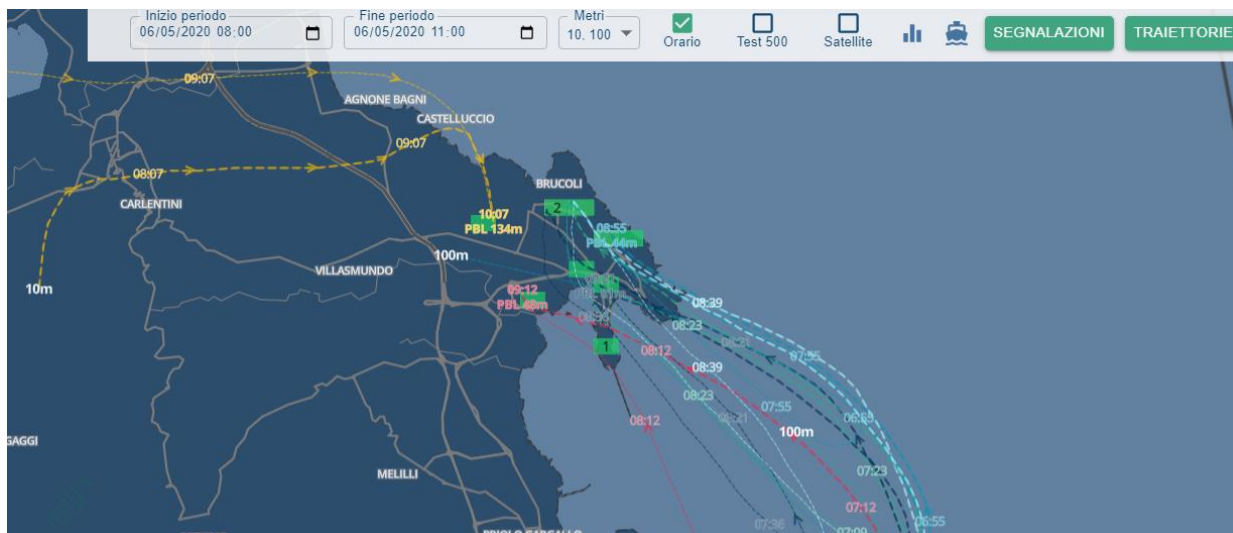 Inizio periodo
06/05/2020 08:00
Fine periodo
06/05/2020 11:00
Metri
10, 100
Orario
Test 500
Satellite
SEGNALAZIONI
TRAIETTORIE
09:07
AGNONE BAGNI
CASTELLUCCIO
09:07
08:07
CARLENTINI
BRUCOLI
2
10:07
PBL 134m
08:55
PBL 44m
100m
VILLASMUNDO
10m
09:12
PBL 48m
08:39
08:23
07:55
08:12
1
08:39
08:23
07:55
06:55
08:12
100m
GAGGI
MELILLI
07:23
07:12
06:55
07:36
07:09
PRIOLO GARGALLO